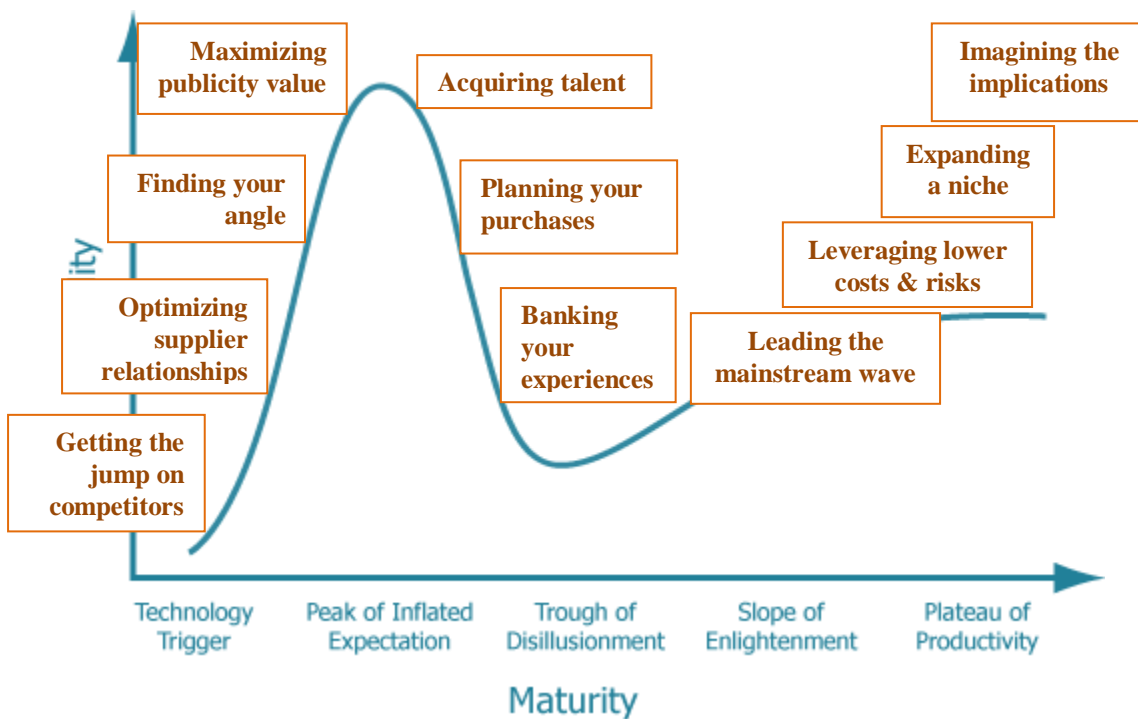 Maximizing
publicity value
Acquiring talent
Imagining the
implications
Finding your
angle
Planning your
purchases
Expanding
a niche
ity
Leveraging lower
costs & risks
Optimizing
supplier
relationships
Banking
your
experiences
Leading the
mainstream wave
Getting the
jump on
competitors
Technology
Trigger
Peak of Inflated
Expectation
Trough of
Disillusionment
Slope of
Enlightenment
Plateau of
Productivity
Maturity